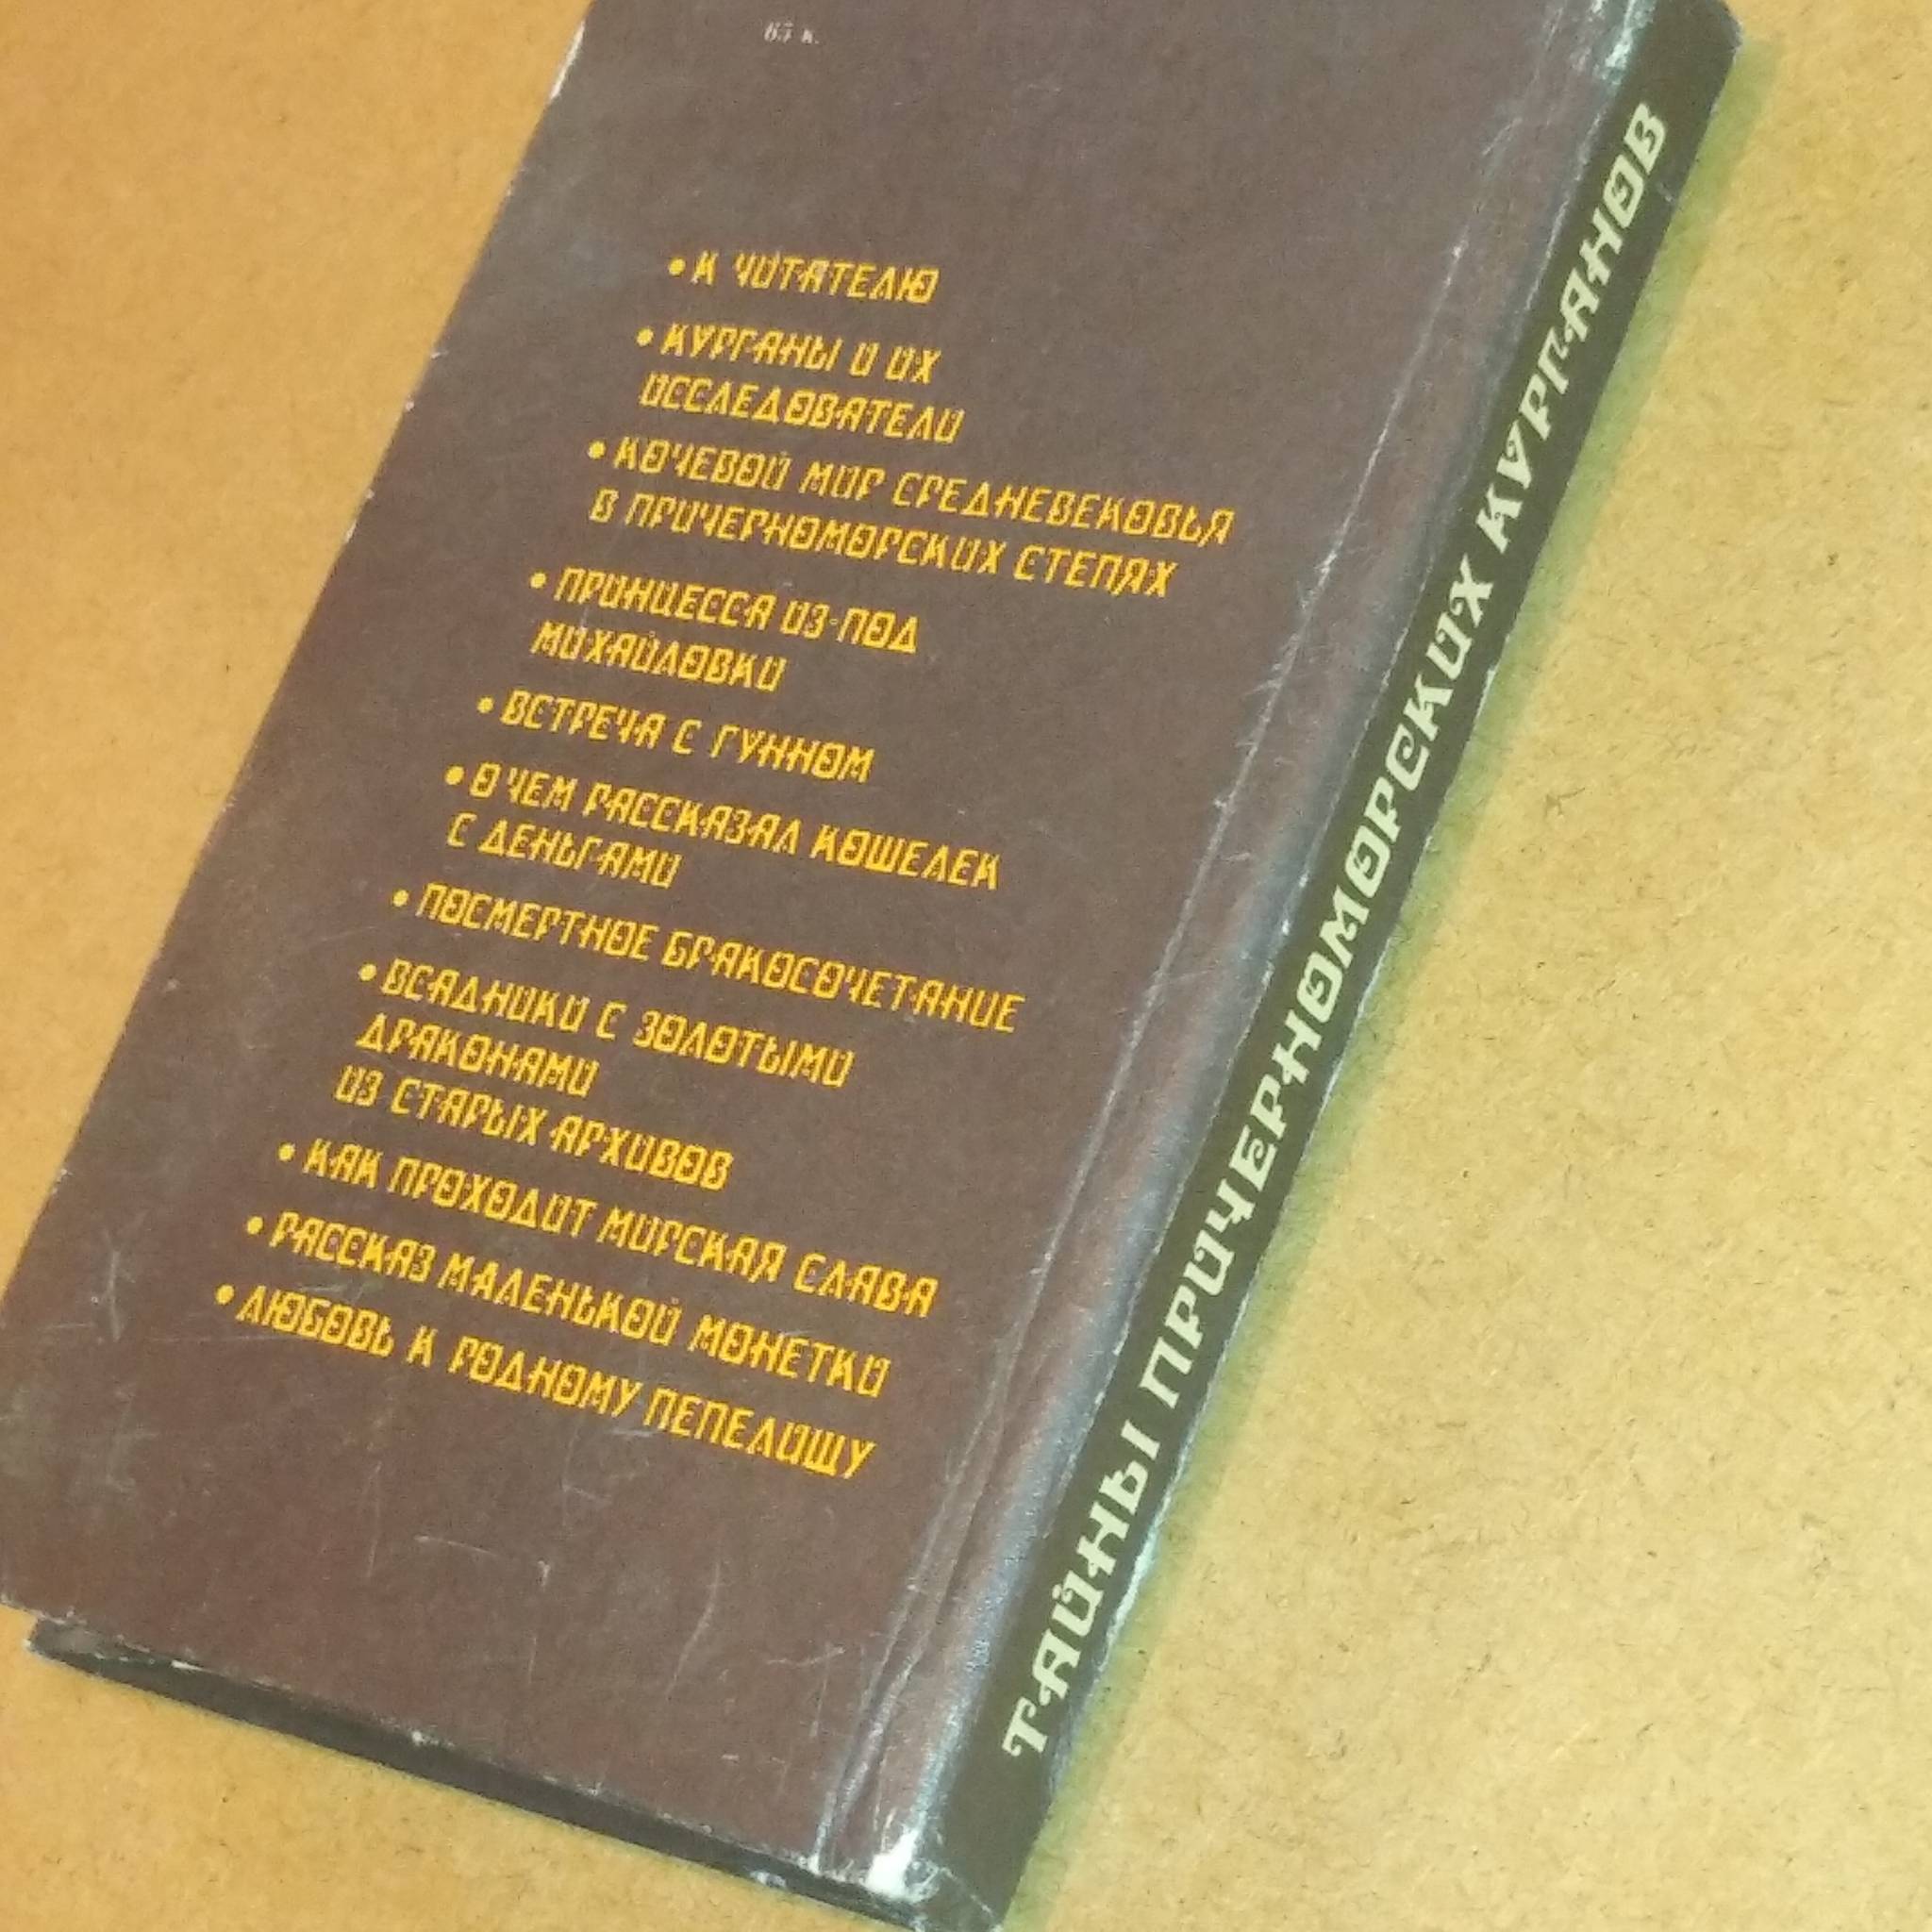 65 к.
• К ЧИТАТЕЛЮ
• КУРГАНЫ И ИХ
ИССЛЕДОВАТЕЛИ
• КОЧЕВОЙ МИР СРЕДНЕВЕКОВЬЯ
В ПРИЧЕРНОМОРСКИХ СТЕПЯХ
• ПРИНЦЕССА ИЗ-ПОД
МИХАЙЛОВКИ
• ВСТРЕЧА С ГУННОМ
• О ЧЕМ РАССКАЗАЛ КОШЕЛЕК
С ДЕНЬГАМИ
• ПОСМЕРТНОЕ БРАКОСОЧЕТАНИЕ
• ВСАДНИКИ С ЗОЛОТЫМИ
ДРАКОНАМИ
ИЗ СТАРЫХ АРХИВОВ
• КАК ПРОХОДИТ МИРСКАЯ СЛАВА
• РАССКАЗ МАЛЕНЬКОЙ МОНЕТКИ
• ЛЮБОВЬ К РОДНОМУ ПЕПЕЛИЩУ
ТАЙНЫ ПРИЧЕРНОМОРСКИХ КУРГАНОВ